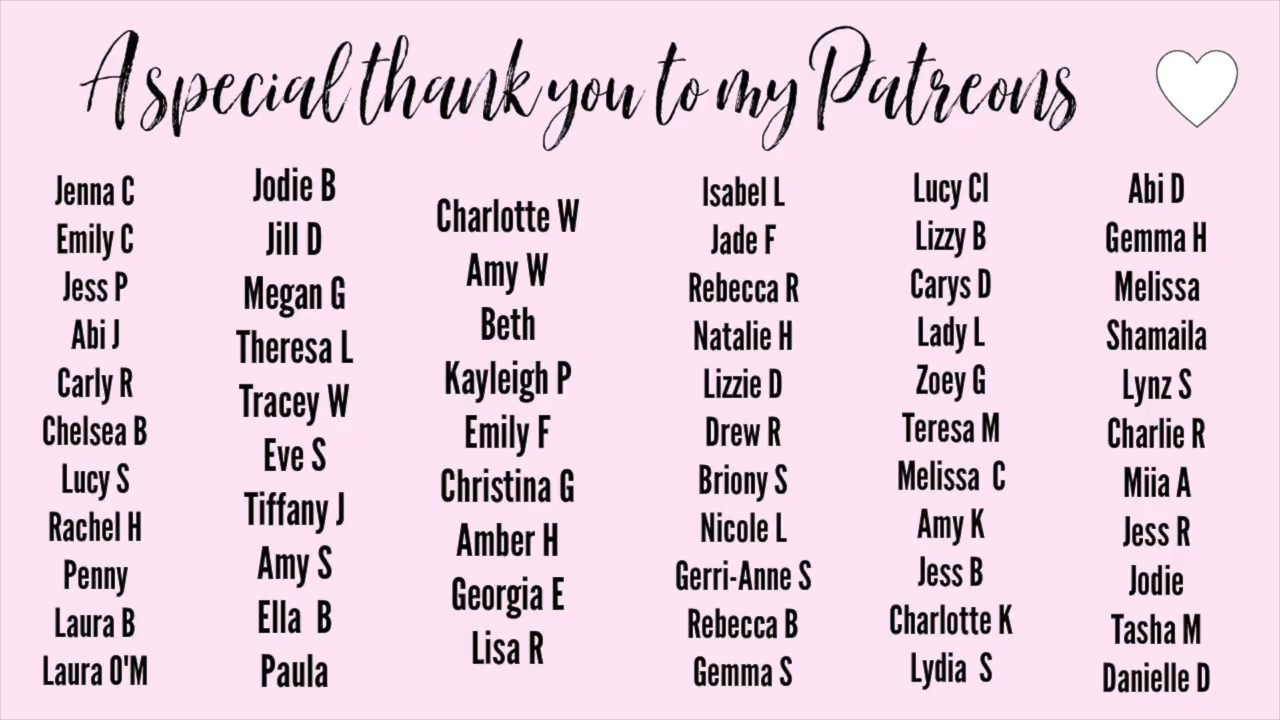 A special thank you to my Patreons
Jenna C
Emily C
Jess P
Abi J
Carly R
Chelsea B
Lucy S
Rachel H
Penny
Laura B
Laura O'M
Jodie B
Jill D
Megan G
Theresa L
Tracey W
Eve S
Tiffany J
Amy S
Ella B
Paula
Charlotte W
Amy W
Beth
Kayleigh P
Emily F
Christina G
Amber H
Georgia E
Lisa R
Isabel L
Jade F
Rebecca R
Natalie H
Lizzie D
Drew R
Briony S
Nicole L
Gerri-Anne S
Rebecca B
Gemma S
Lucy Cl
Lizzy B
Carys D
Lady L
Zoey G
Teresa M
Melissa C
Amy K
Jess B
Charlotte K
Lydia S
Abi D
Gemma H
Melissa
Shamaila
Lynz S
Charlie R
Miia A
Jess R
Jodie
Tasha M
Danielle D